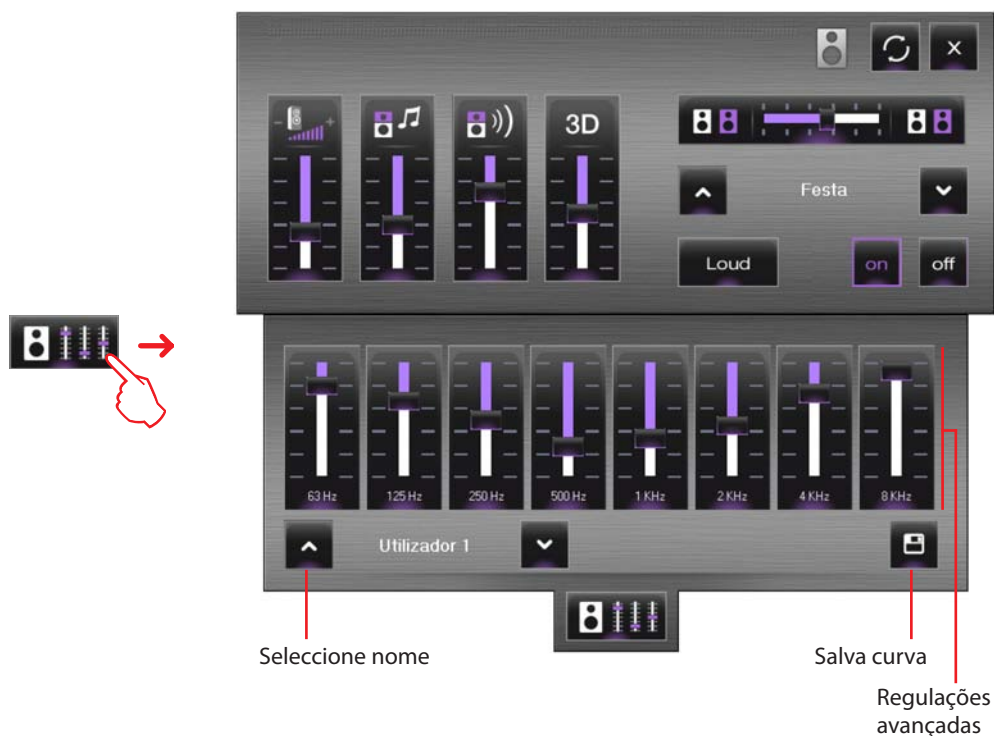 x
- +
3D
Festa
Loud
on
off
63 Hz
125 Hz
250 Hz
500 Hz
1 KHz
2 KHz
4 KHz
8 KHz
Utilizador 1
Seleccione nome
Salva curva
Regulações
avançadas